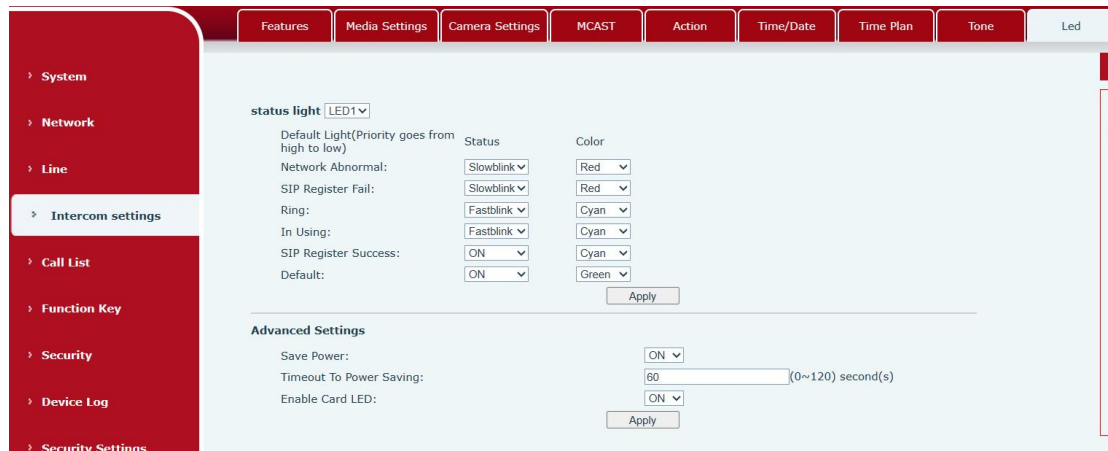 Features Media Settings Camera Settings MCAST Action Time/Date Time Plan Tone Led
System
Network
Line
Intercom settings
Call List
Function Key
Security
Device Log
Security Settings
status light LED1
Default Light(Priority goes from high to low) Status Color
Network Abnormal: Slowblink Red
SIP Register Fail: Slowblink Red
Ring: Fastblink Cyan
In Using: Fastblink Cyan
SIP Register Success: ON Cyan
Default: ON Green
Apply
Advanced Settings
Save Power: ON
Timeout To Power Saving: 60 (0~120) second(s)
Enable Card LED: ON
Apply